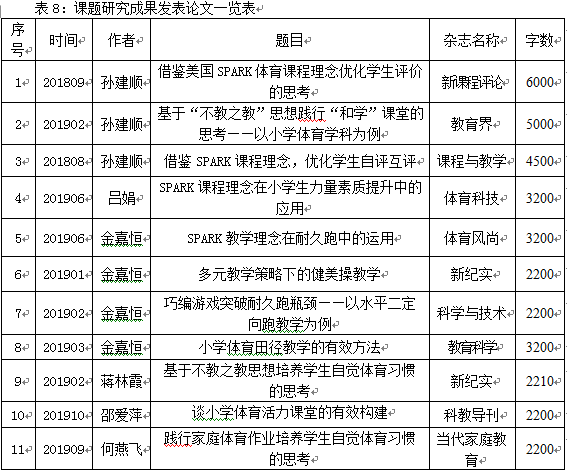 表 8：课题研究成果发表论文一览表
序号 时间 作者 题目 杂志名称 字数
1 201809 孙建顺 借鉴美国 SPARK 体育课程理念优化学生评价的思考 新课程评论 6000
2 201902 孙建顺 基于“不教之教”思想践行“和学”课堂的思考——以小学体育学科为例 教育界 5000
3 201808 孙建顺 借鉴 SPARK 课程理念，优化学生自评互评 课程与教学 4500
4 201906 吕娟 SPARK 课程理念在小学生力量素质提升中的应用 体育科技 3200
5 201906 金嘉恒 SPARK 教学理念在耐久跑中的运用 体育风尚 3200
6 201901 金嘉恒 多元教学策略下的健美操教学 新纪实 2200
7 201902 金嘉恒 巧编游戏突破耐久跑瓶颈——以水平二定向跑教学为例 科学与技术 2200
8 201903 金嘉恒 小学体育田径教学的有效方法 教育科学 3200
9 201902 蒋林霞 基于不教之教思想培养学生自觉体育习惯的思考 新纪实 2210
10 201910 邵爱萍 谈小学体育活力课堂的有效构建 科教导刊 2200
11 201909 何燕飞 践行家庭体育作业培养学生自觉体育习惯的思考 当代家庭教育 2200